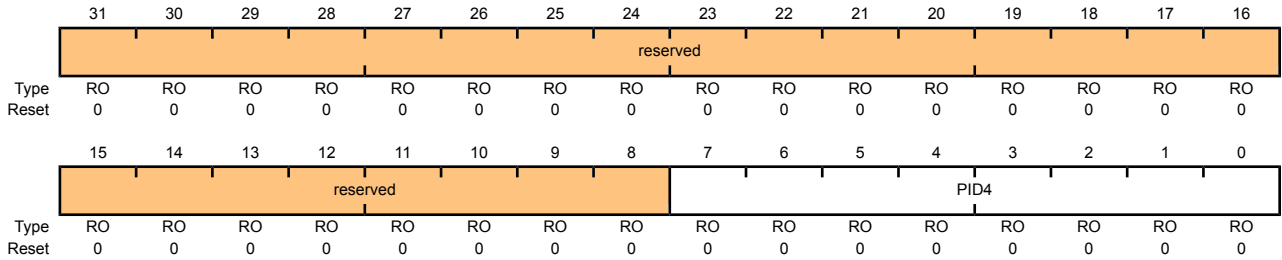 31 30 29 28 27 26 25 24 23 22 21 20 19 18 17 16
reserved
Type RO RO RO RO RO RO RO RO RO RO RO RO RO RO RO RO
Reset 0 0 0 0 0 0 0 0 0 0 0 0 0 0 0 0
15 14 13 12 11 10 9 8 7 6 5 4 3 2 1 0
reserved PID4
Type RO RO RO RO RO RO RO RO RO RO RO RO RO RO RO RO
Reset 0 0 0 0 0 0 0 0 0 0 0 0 0 0 0 0